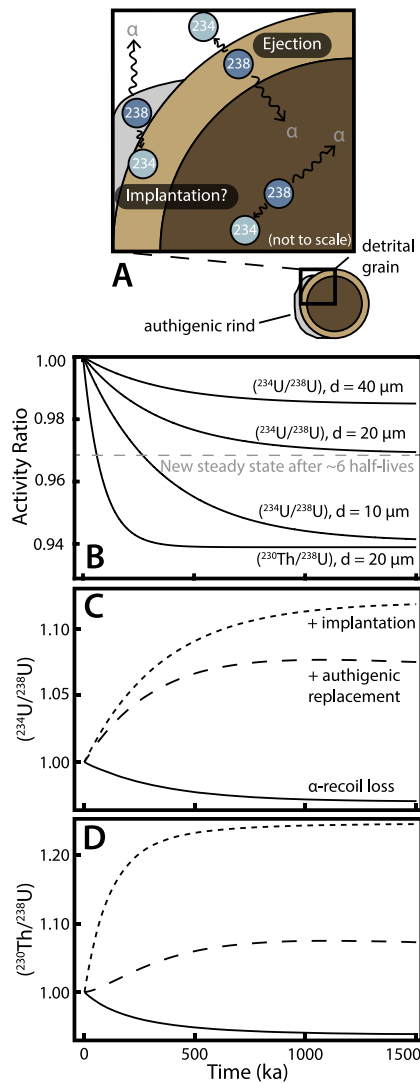 α
234
238
Ejection
238
234
α
α
Implantation?
238
234
(not to scale)
A
detrital
grain
authigenic rind
Activity Ratio
1.00
0.98
0.96
0.94
(²³⁴U/²³⁸U), d = 40 μm
(²³⁴U/²³⁸U), d = 20 μm
New steady state after ~6 half-lives
(²³⁴U/²³⁸U), d = 10 μm
(²³⁰Th/²³⁸U), d = 20 μm
B
C
(²³⁴U/²³⁸U)
1.10
1.05
1.00
+ implantation
+ authigenic
replacement
α-recoil loss
D
(²³⁰Th/²³⁸U)
1.20
1.10
1.00
0 500 1000 1500
Time (ka)